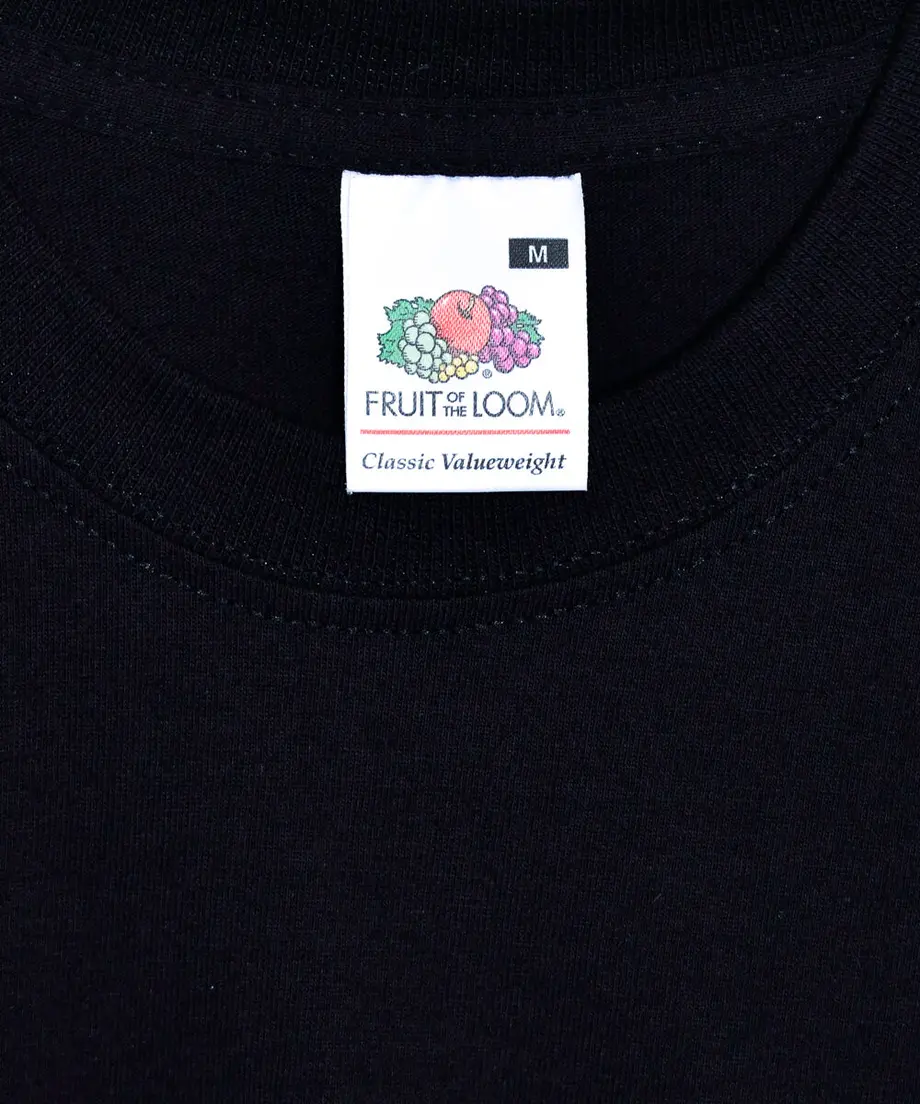 M
®
FRUIT OF THE LOOM®
Classic Valueweight